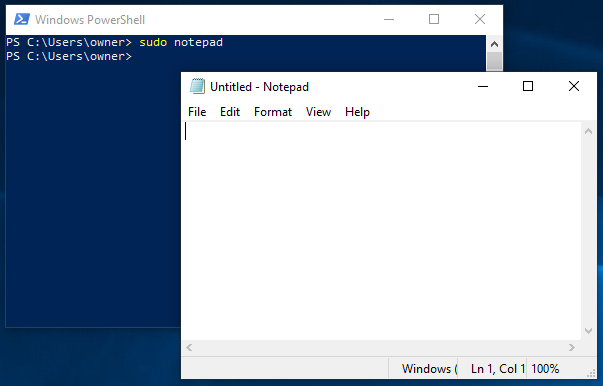 Windows PowerShell
PS C:\Users\owner> sudo notepad
PS C:\Users\owner>
Untitled - Notepad
File Edit Format View Help
Windows ( Ln 1, Col 1 100%